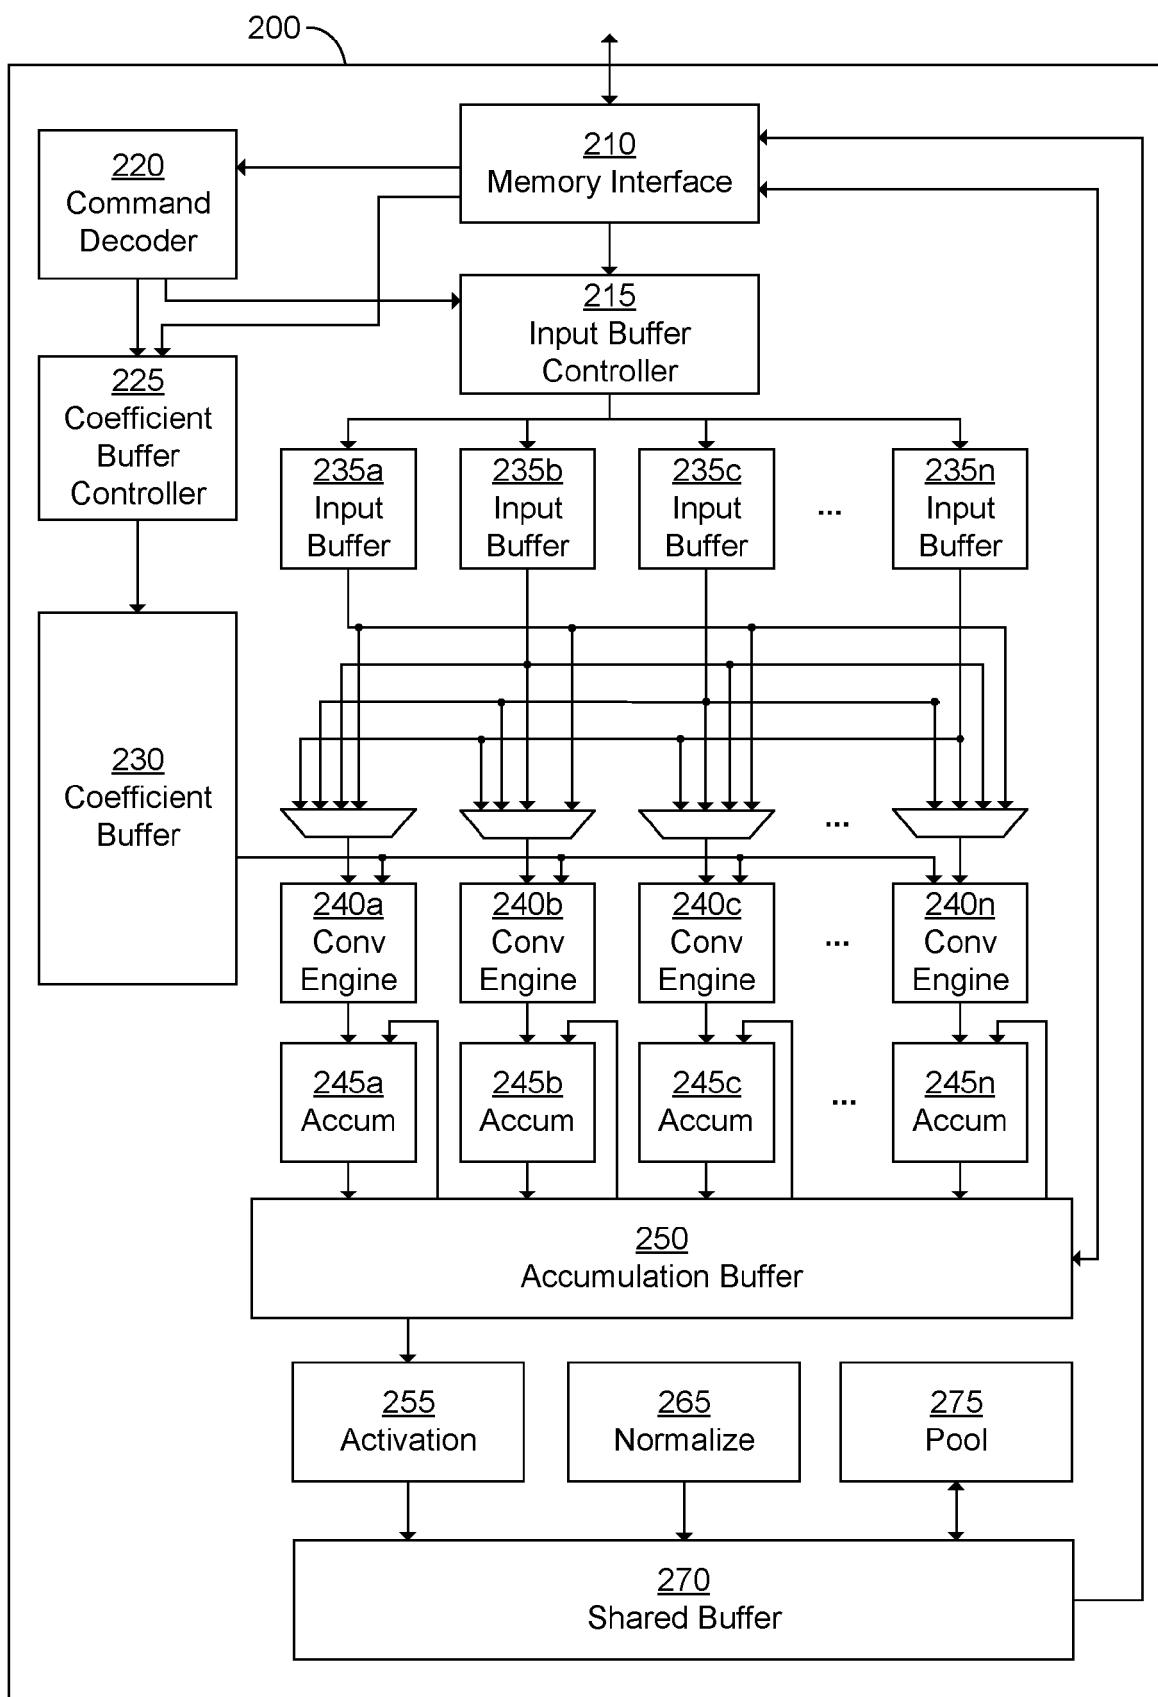 200
210
Memory Interface
220
Command
Decoder
215
Input Buffer
Controller
225
Coefficient
Buffer
Controller
235a
Input
Buffer
235b
Input
Buffer
235c
Input
Buffer
...
235n
Input
Buffer
230
Coefficient
Buffer
...
240a
Conv
Engine
240b
Conv
Engine
240c
Conv
Engine
...
240n
Conv
Engine
245a
Accum
245b
Accum
245c
Accum
...
245n
Accum
250
Accumulation Buffer
255
Activation
265
Normalize
275
Pool
270
Shared Buffer